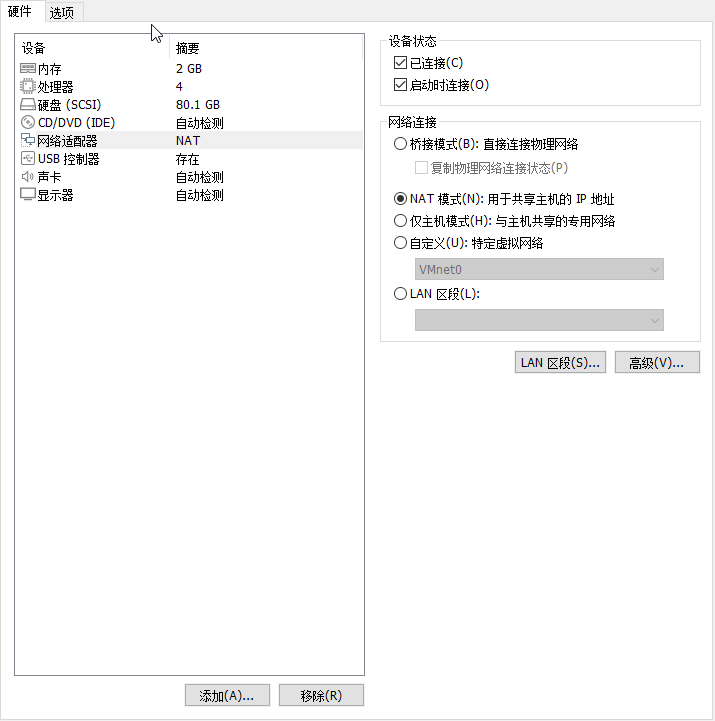 硬件 选项
设备 摘要
内存 2 GB
处理器 4
硬盘 (SCSI) 80.1 GB
CD/DVD (IDE) 自动检测
网络适配器 NAT
USB 控制器 存在
声卡 自动检测
显示器 自动检测
添加(A)... 移除(R)
设备状态
已连接(C)
启动时连接(O)
网络连接
桥接模式(B): 直接连接物理网络
复制物理网络连接状态(P)
NAT 模式(N): 用于共享主机的 IP 地址
仅主机模式(H): 与主机共享的专用网络
自定义(U): 特定虚拟网络
VMnet0
LAN 区段(L):
LAN 区段(S)... 高级(V)...